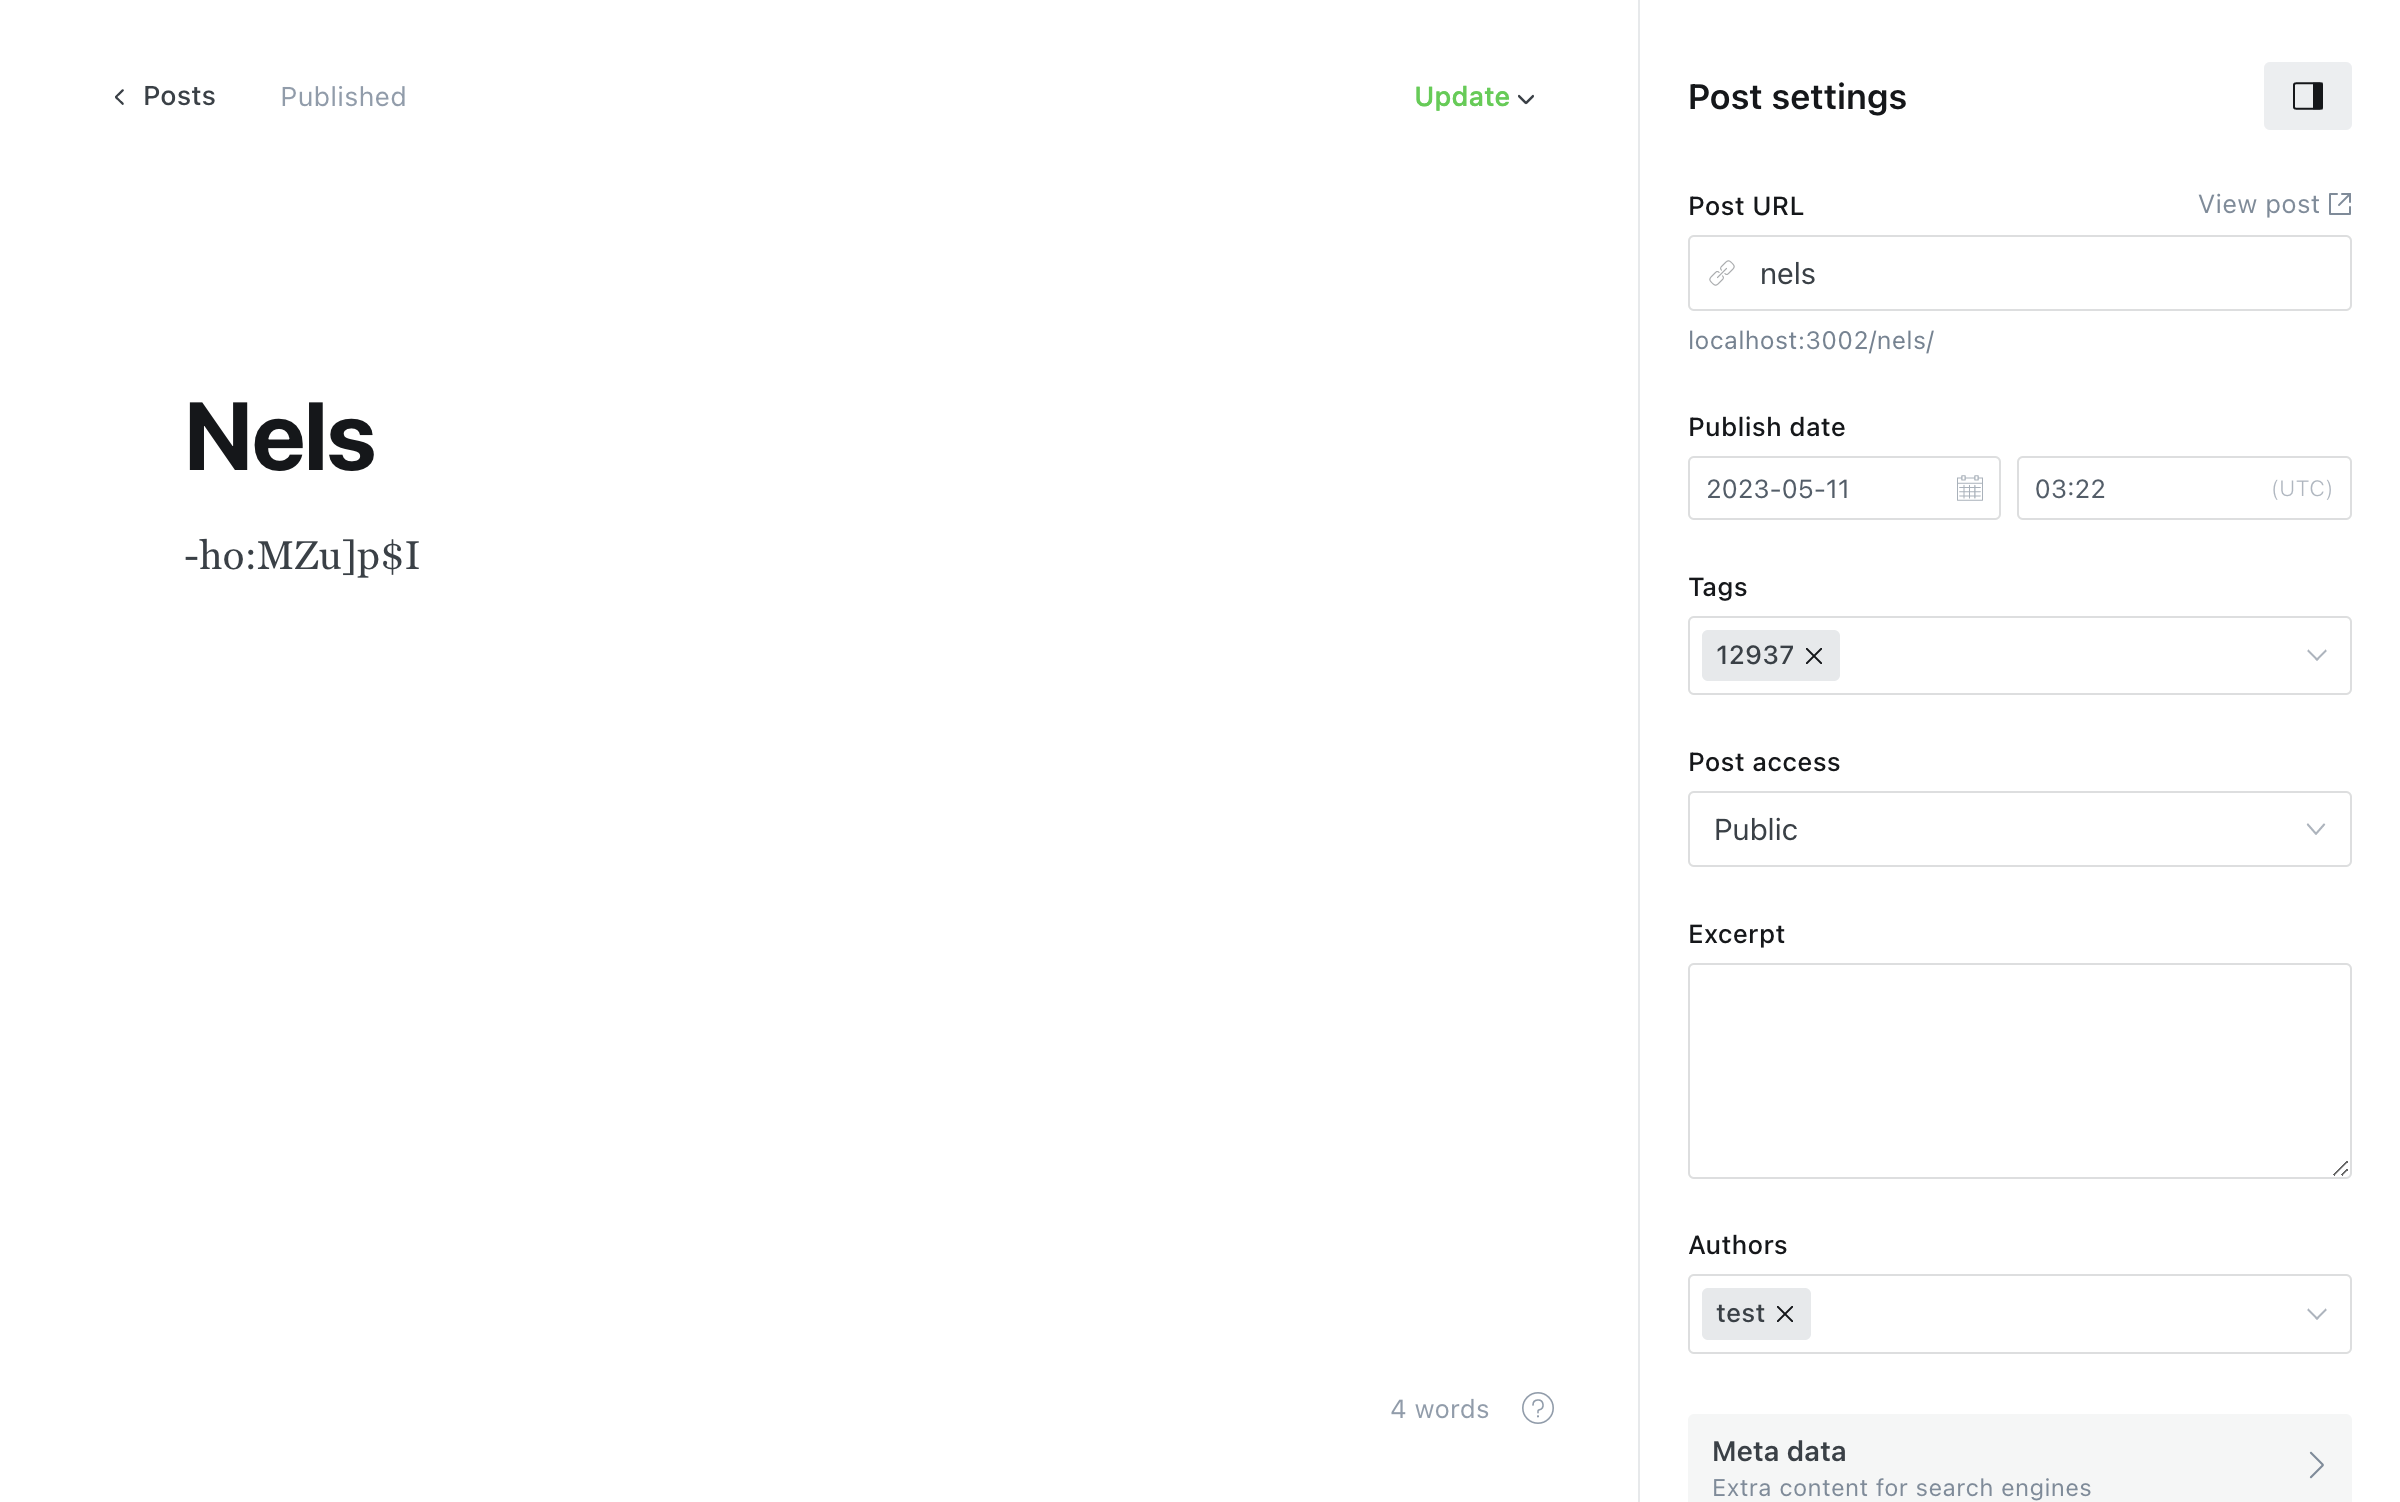 Posts
Published
Update
Nels
-ho:MZu]p$I
4 words
?
Post settings
Post URL
View post
nels
localhost:3002/nels/
Publish date
2023-05-11
03:22
(UTC)
Tags
12937
Post access
Public
Excerpt
Authors
test
Meta data
Extra content for search engines